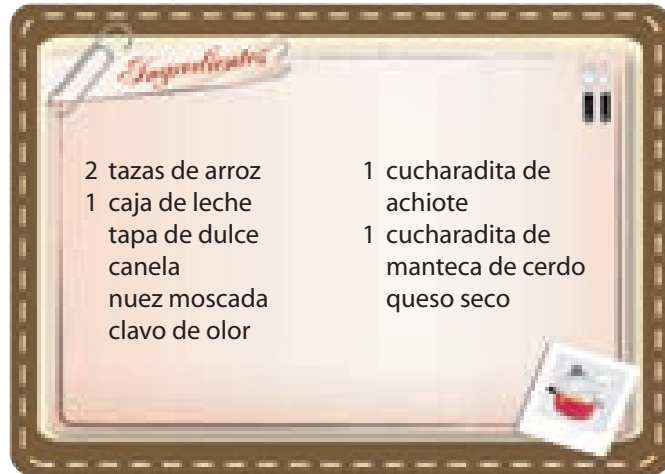 Ingredientes
2 tazas de arroz
1 caja de leche
tapa de dulce
canela
nuez moscada
clavo de olor
1 cucharadita de
achiote
1 cucharadita de
manteca de cerdo
queso seco